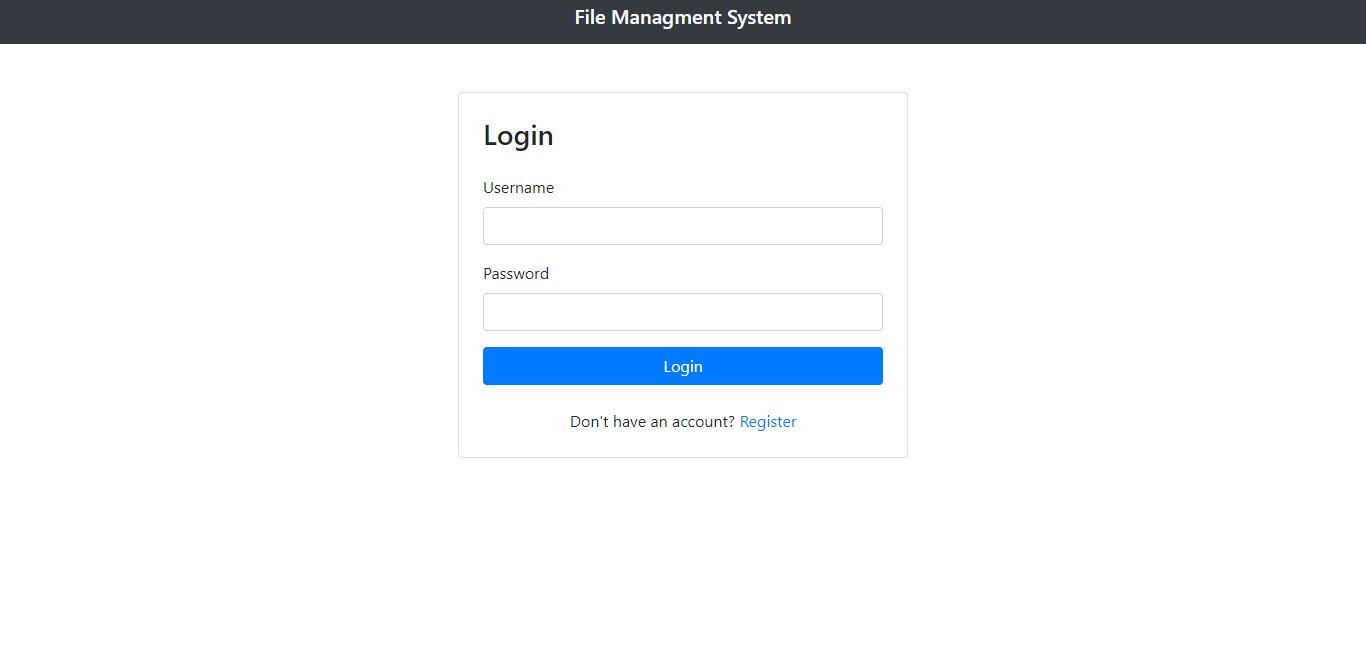 File Managment System
Login
Username
Password
Login
Don't have an account? Register